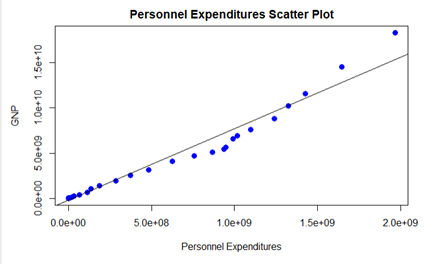 Personnel Expenditures Scatter Plot
GNP
1.5e+10
1.0e+10
5.0e+09
0.0e+00
0.0e+00 5.0e+08 1.0e+09 1.5e+09 2.0e+09
Personnel Expenditures